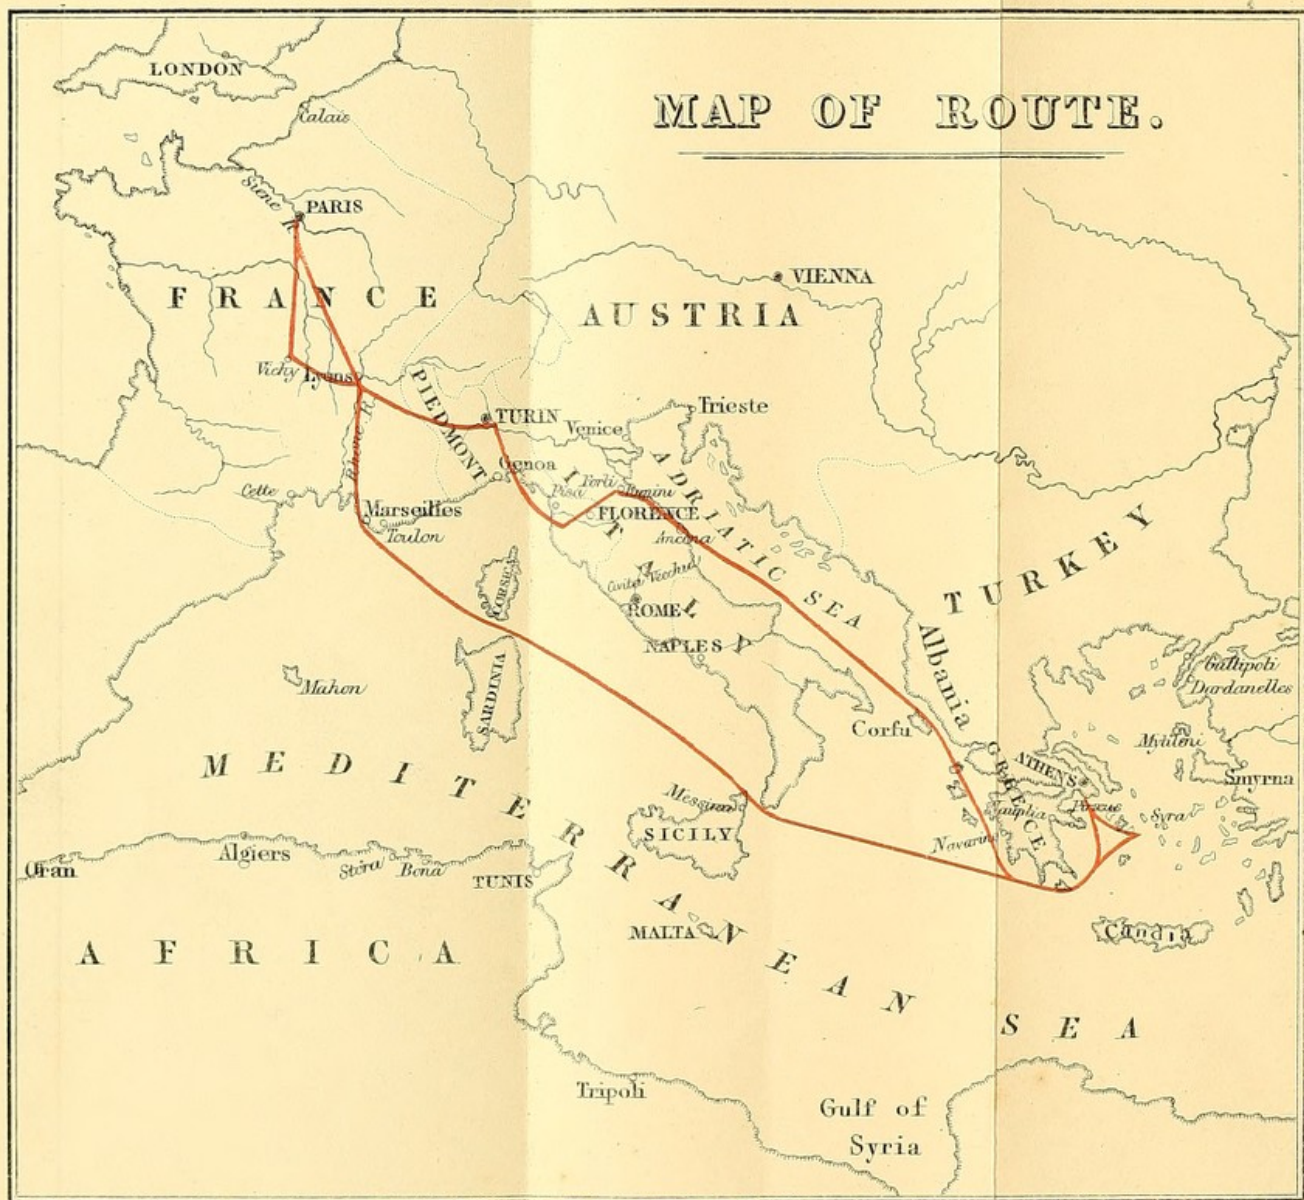 MAP OF ROUTE.
LONDON
Calais
Siene R
PARIS
VIENNA
FRANCE
AUSTRIA
Vichy
Lyons
PIEDMONT
TURIN
Trieste
Venice
Rhone R
Genoa
Cette
Pisa
Forli
Rimini
ADRIATIC SEA
Marseilles
Toulon
FLORENCE
Ancona
ITALY
CORSICA
Civita Vecchia
ROME
NAPLES
TURKEY
Albania
Gallipoli
Dardanelles
Mahon
SARDINIA
Corfu
Mytileni
GREECE
ATHENS
Smyrna
MEDITERRANEAN SEA
Messina
SICILY
Nauplia
Piraeus
Syra
Navarino
Algiers
Oran
Stora
Bona
TUNIS
MALTA
Candia
AFRICA
Tripoli
Gulf of
Syria